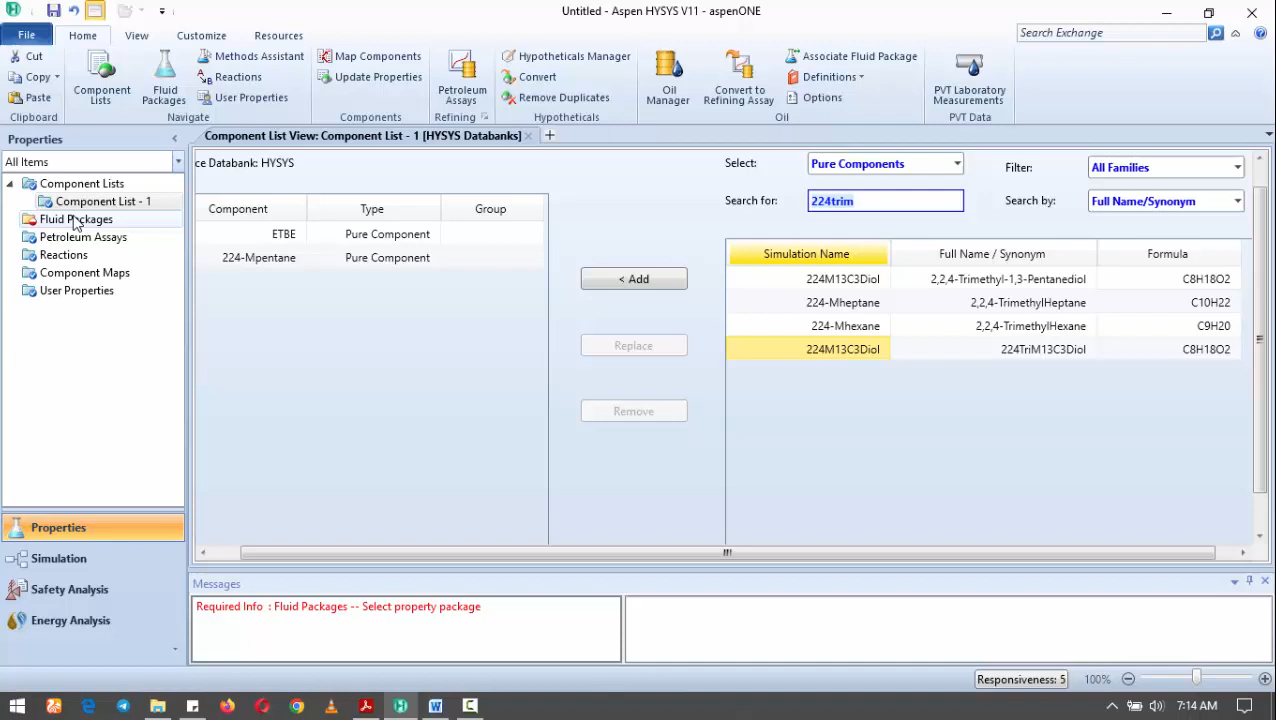 Untitled - Aspen HYSYS V11 - aspenONE
File Home View Customize Resources
Search Exchange
Cut
Copy
Paste
Clipboard
Component Lists
Fluid Packages
Methods Assistant
Reactions
User Properties
Navigate
Map Components
Update Properties
Components
Petroleum Assays
Refining
Hypotheticals Manager
Convert
Remove Duplicates
Hypotheticals
Oil Manager
Convert to Refining Assay
Associate Fluid Package
Definitions
Options
Oil
PVT Laboratory Measurements
PVT Data
Properties
All Items
Component Lists
Component List - 1
Fluid Packages
Petroleum Assays
Reactions
Component Maps
User Properties
Properties
Simulation
Safety Analysis
Energy Analysis
Component List View: Component List - 1 [HYSYS Databanks]
ce Databank: HYSYS
Select: Pure Components Filter: All Families
Search for: 224trim Search by: Full Name/Synonym
Component Type Group
ETBE Pure Component
224-Mpentane Pure Component
< Add
Replace
Remove
Simulation Name Full Name / Synonym Formula
224M13C3Diol 2,2,4-Trimethyl-1,3-Pentanediol C8H18O2
224-Mheptane 2,2,4-TrimethylHeptane C10H22
224-Mhexane 2,2,4-TrimethylHexane C9H20
224M13C3Diol 224TriM13C3Diol C8H18O2
Messages
Required Info : Fluid Packages -- Select property package
Responsiveness: 5 100%
7:14 AM